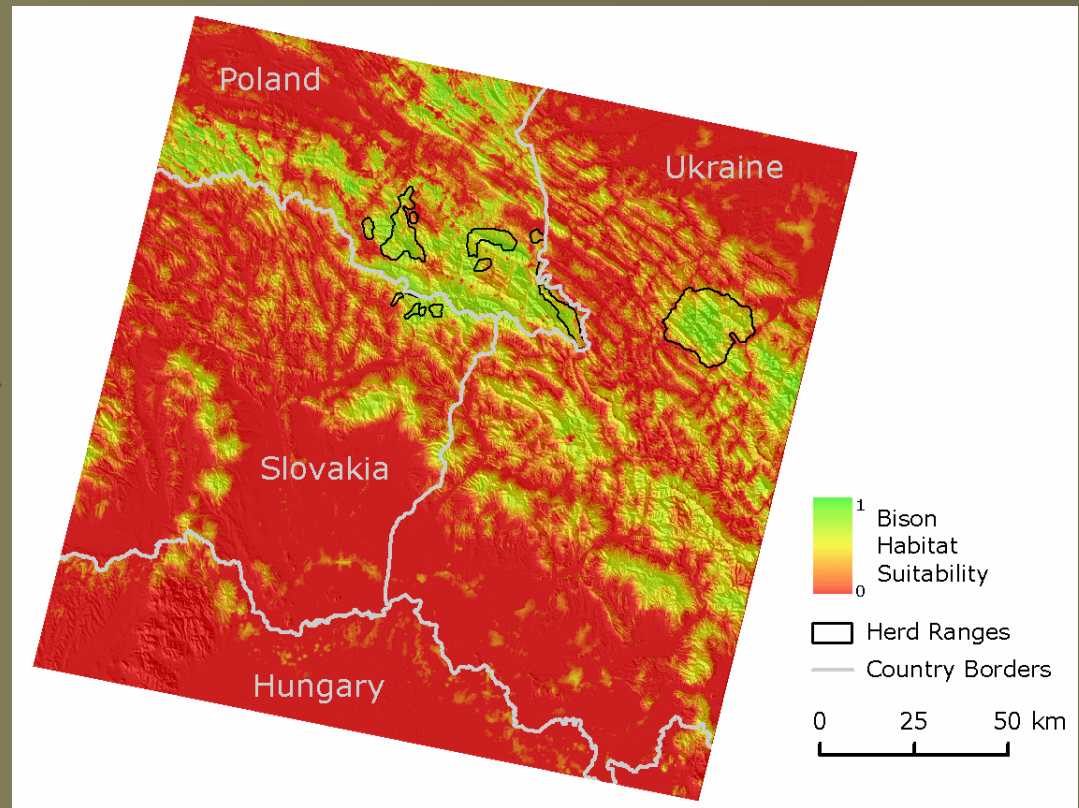 Poland
Ukraine
Slovakia
Hungary
1
Bison
Habitat
Suitability
0
Herd Ranges
Country Borders
0 25 50 km